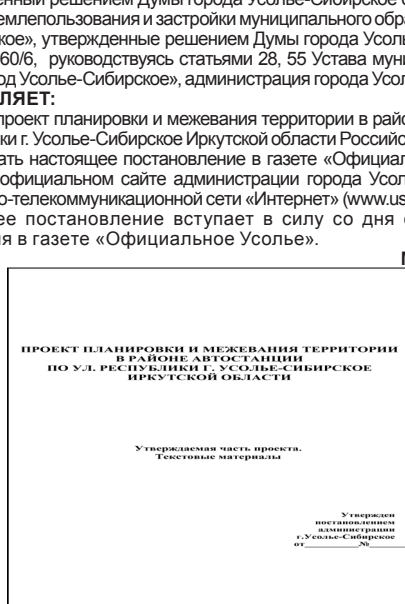 енный решением Думы города Усолье-Сибирское о
емлепользования и застройки муниципального обра
кое», утвержденные решением Думы города Усоль
60/6, руководствуясь статьями 28, 55 Устава муни
од Усолье-Сибирское», администрация города Усол
ЛЯЕТ:
проект планировки и межевания территории в райо
ки г. Усолье-Сибирское Иркутской области Российс
ать настоящее постановление в газете «Официал
официальном сайте администрации города Усол
о-телекоммуникационной сети «Интернет» (www.us
ее постановление вступает в силу со дня
я в газете «Официальное Усолье».
ПРОЕКТ ПЛАНИРОВКИ И МЕЖЕВАНИЯ ТЕРРИТОРИИ
В РАЙОНЕ АВТОСТАНЦИИ
ПО УЛ. РЕСПУБЛИКИ Г. УСОЛЬЕ-СИБИРСКОЕ
ИРКУТСКОЙ ОБЛАСТИ
Утверждаемая часть проекта.
Текстовые материалы
Утвержден
постановлением
администрации
г.Усолье-Сибирское
от__________№________